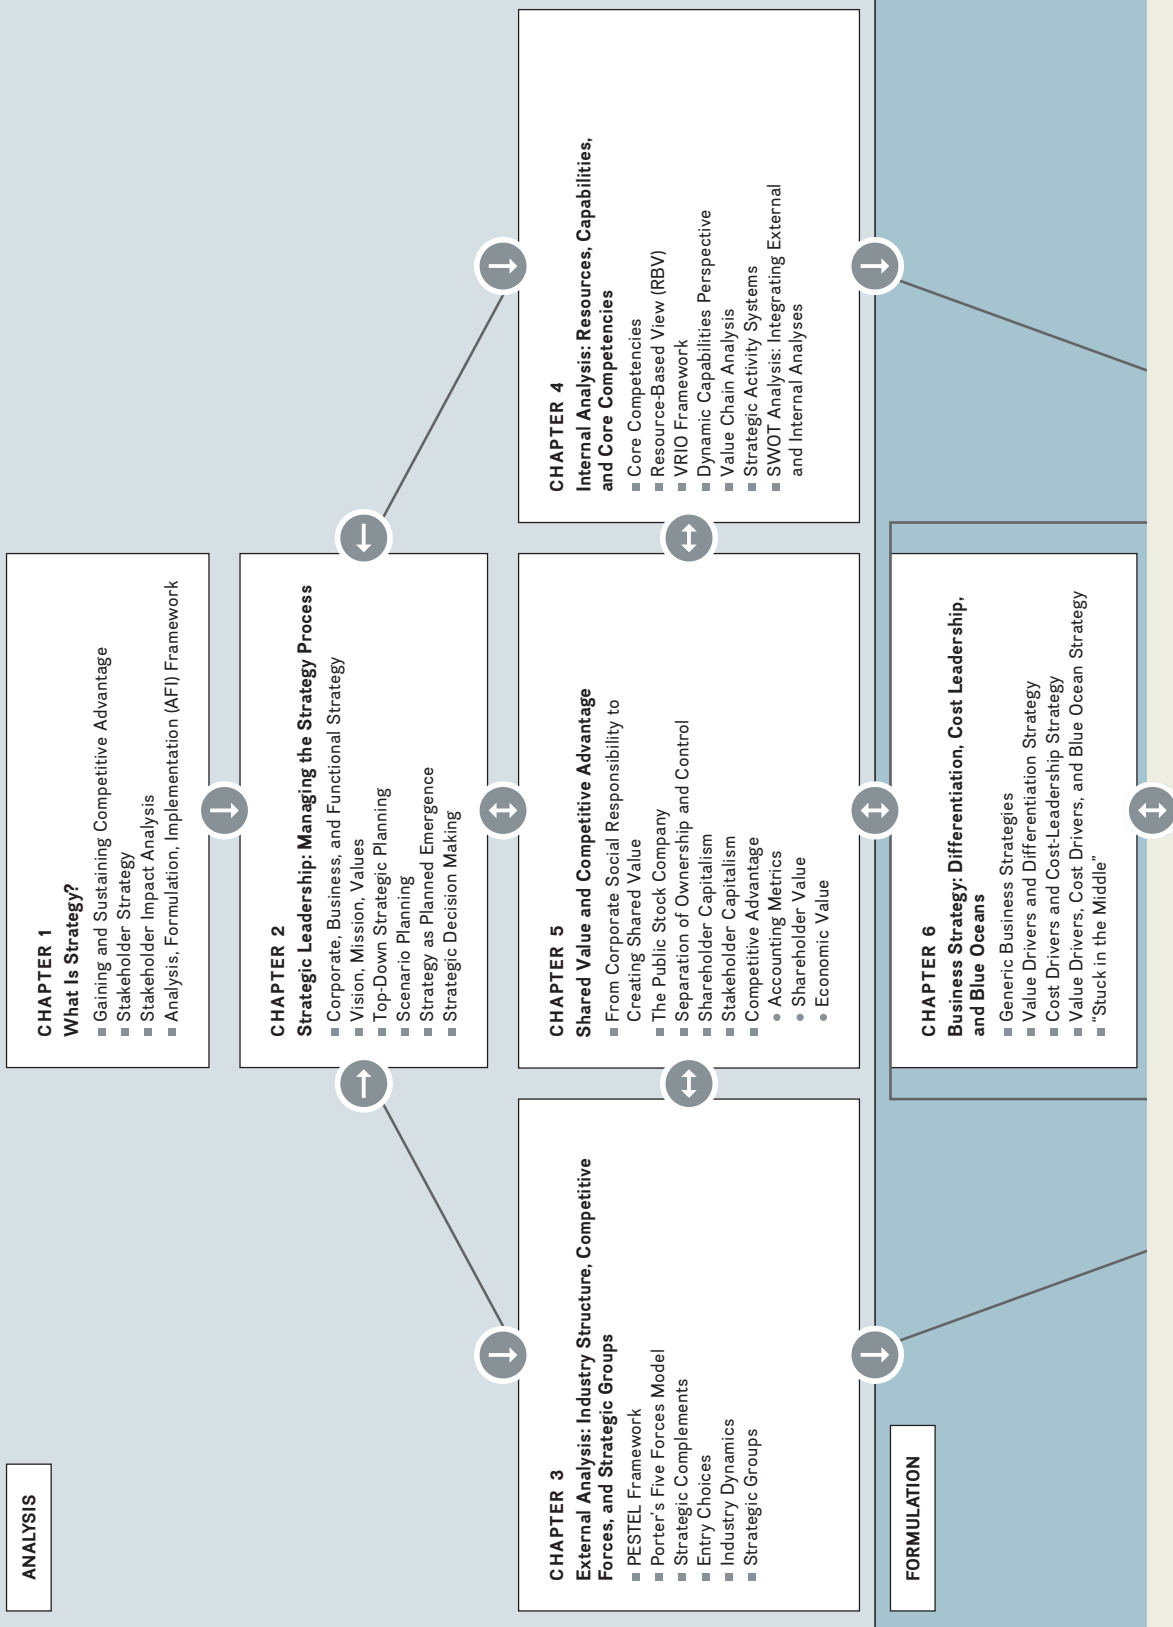 ANALYSIS
CHAPTER 1
What Is Strategy?
■ Gaining and Sustaining Competitive Advantage
■ Stakeholder Strategy
■ Stakeholder Impact Analysis
■ Analysis, Formulation, Implementation (AFI) Framework
CHAPTER 2
Strategic Leadership: Managing the Strategy Process
■ Corporate, Business, and Functional Strategy
■ Vision, Mission, Values
■ Top-Down Strategic Planning
■ Scenario Planning
■ Strategy as Planned Emergence
■ Strategic Decision Making
CHAPTER 3
External Analysis: Industry Structure, Competitive
Forces, and Strategic Groups
■ PESTEL Framework
■ Porter's Five Forces Model
■ Strategic Complements
■ Entry Choices
■ Industry Dynamics
■ Strategic Groups
CHAPTER 5
Shared Value and Competitive Advantage
■ From Corporate Social Responsibility to
Creating Shared Value
■ The Public Stock Company
■ Separation of Ownership and Control
■ Shareholder Capitalism
■ Stakeholder Capitalism
■ Competitive Advantage
• Accounting Metrics
• Shareholder Value
• Economic Value
CHAPTER 4
Internal Analysis: Resources, Capabilities,
and Core Competencies
■ Core Competencies
■ Resource-Based View (RBV)
■ VRIO Framework
■ Dynamic Capabilities Perspective
■ Value Chain Analysis
■ Strategic Activity Systems
■ SWOT Analysis: Integrating External
and Internal Analyses
FORMULATION
CHAPTER 6
Business Strategy: Differentiation, Cost Leadership,
and Blue Oceans
■ Generic Business Strategies
■ Value Drivers and Differentiation Strategy
■ Cost Drivers and Cost-Leadership Strategy
■ Value Drivers, Cost Drivers, and Blue Ocean Strategy
■ “Stuck in the Middle”